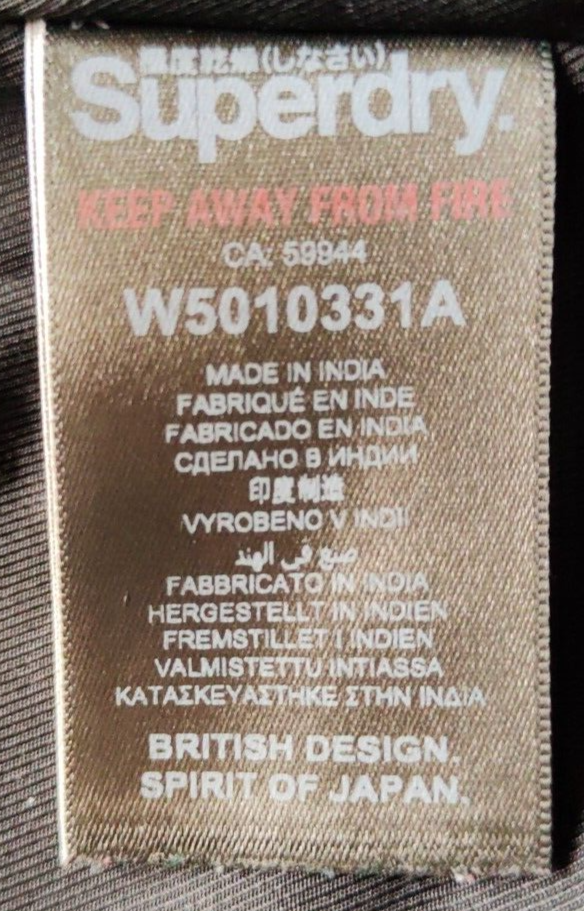 極度乾燥(しなさい)
Superdry.
KEEP AWAY FROM FIRE
CA: 59944
W5010331A
MADE IN INDIA
FABRIQUÉ EN INDE
FABRICADO EN INDIA
СДЕЛАНО В ИНДИИ
印度制造
VYROBENO V INDII
صنع في الهند
FABBRICATO IN INDIA
HERGESTELLT IN INDIEN
FREMSTILLET I INDIEN
VALMISTETTU INTIASSA
ΚΑΤΑΣΚΕΥΑΣΤΗΚΕ ΣΤΗΝ ΙΝΔΙΑ
BRITISH DESIGN.
SPIRIT OF JAPAN.